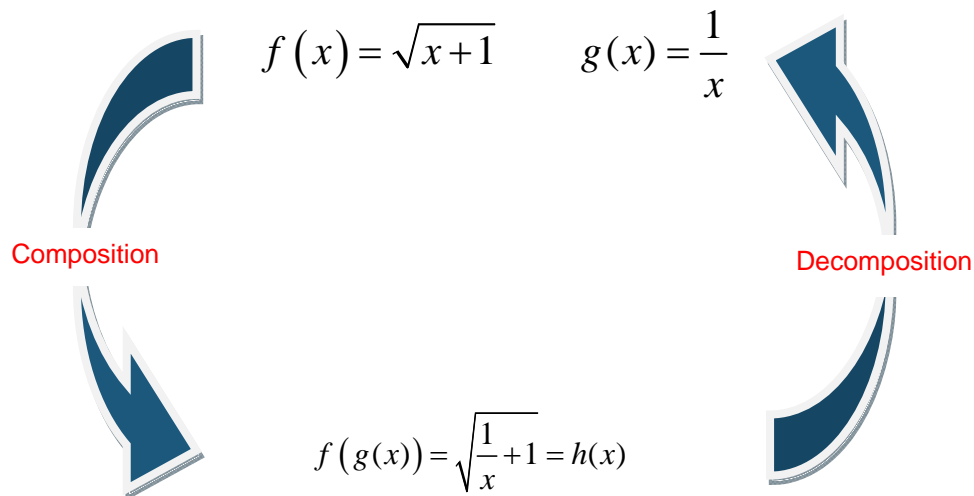 f(x) = √(x+1)    g(x) = 1/x
Composition
Decomposition
f(g(x)) = √(1/x + 1) = h(x)